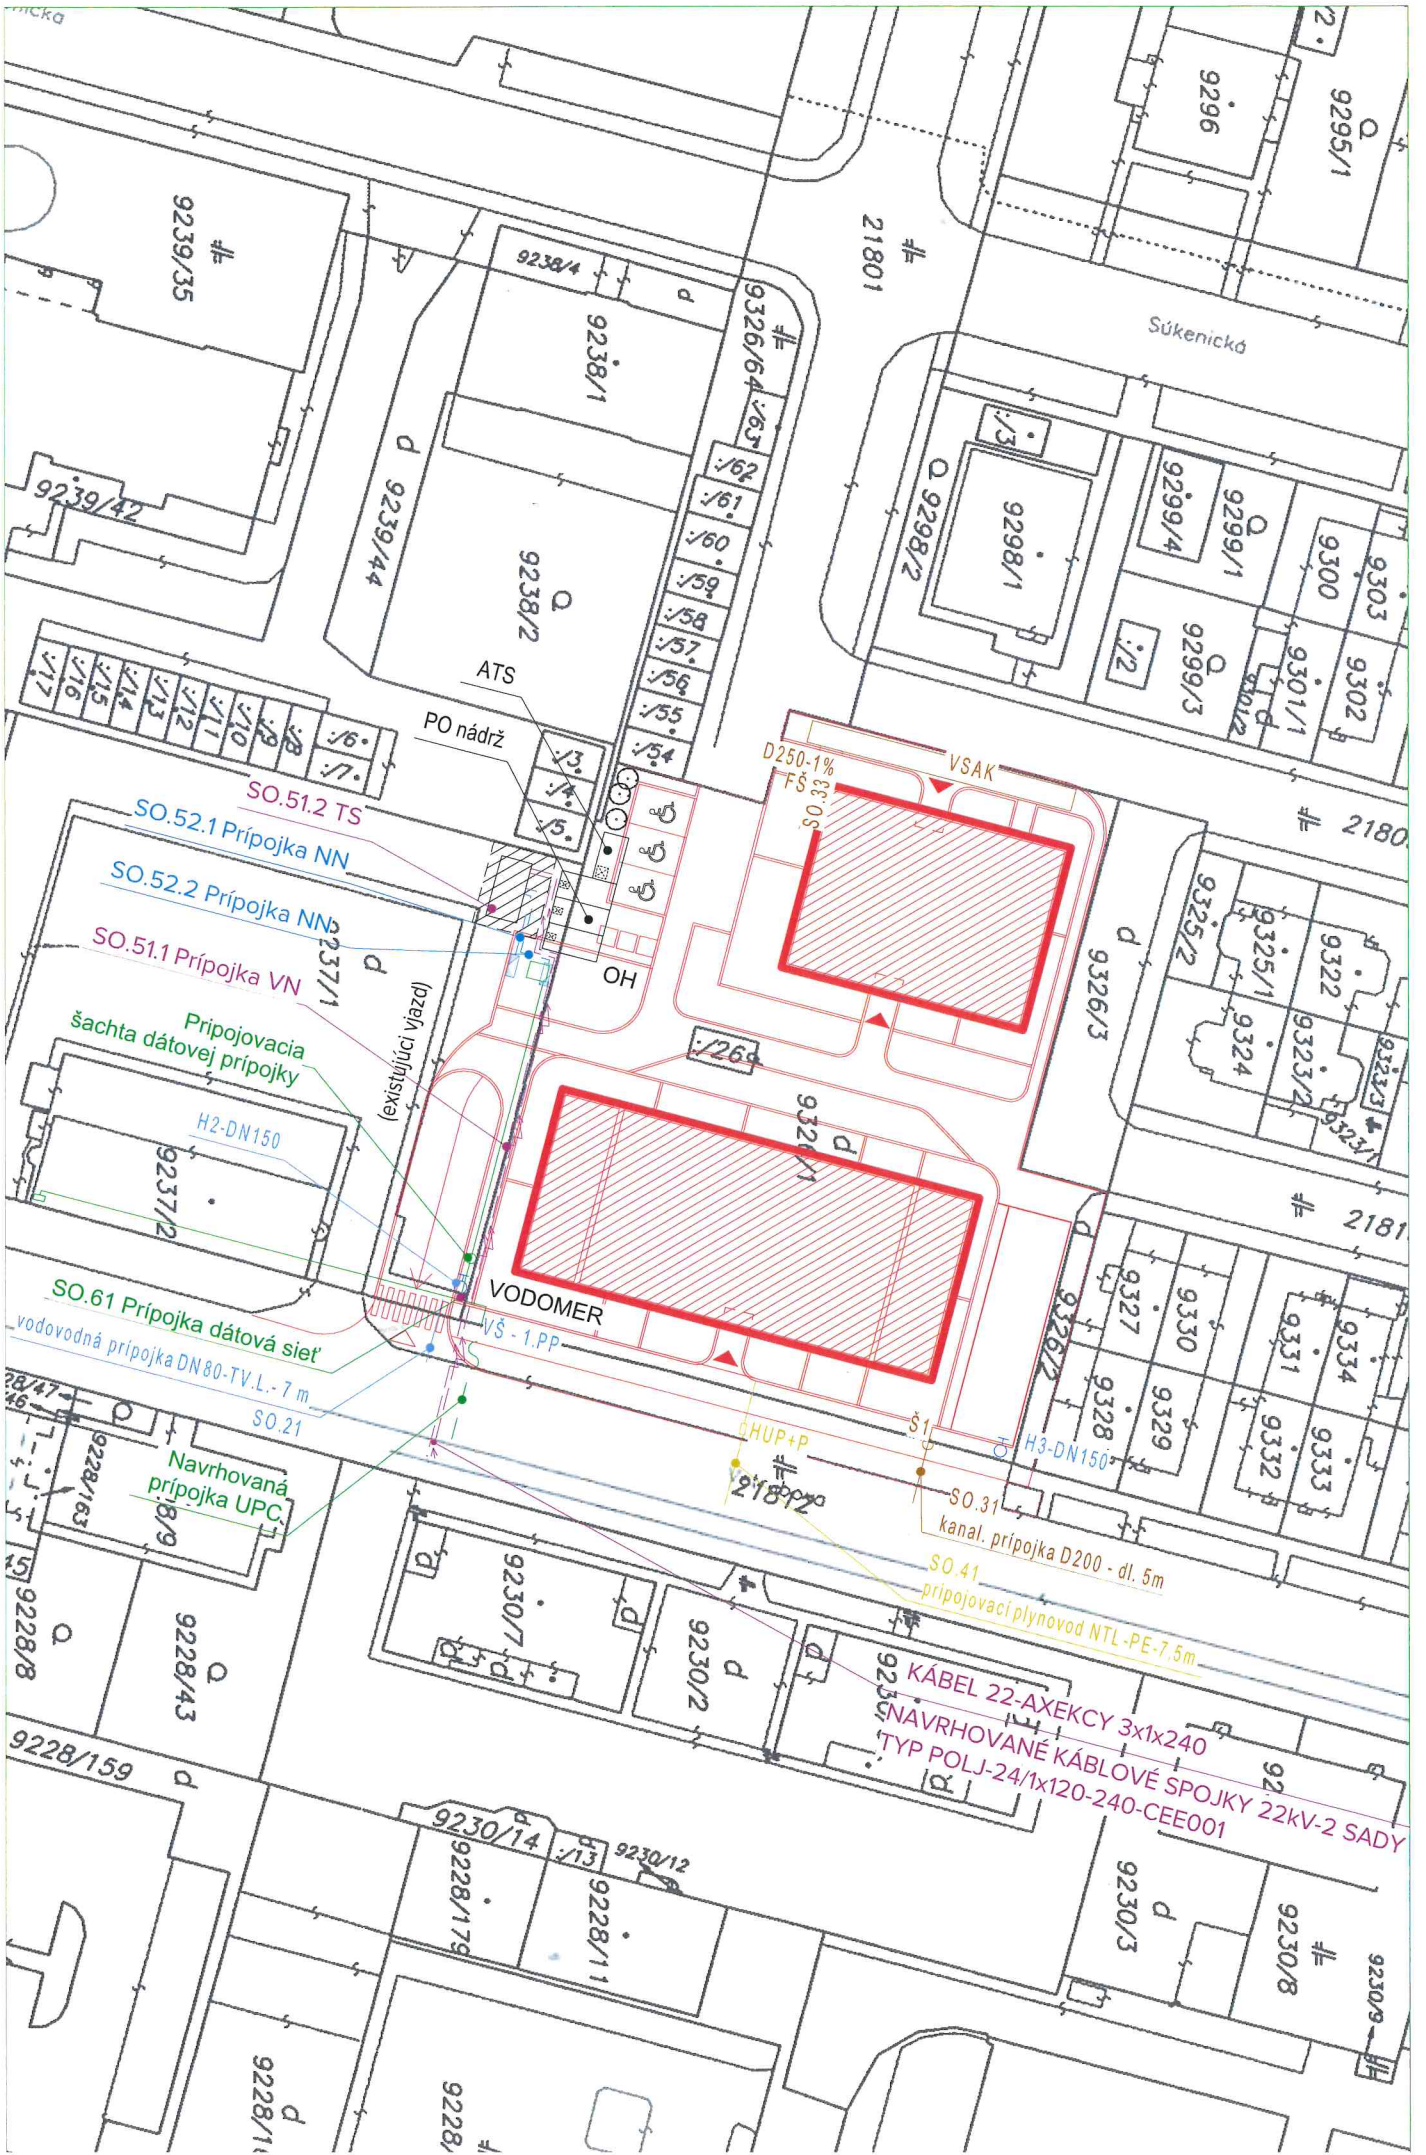 9296
9295/1
21801
Súkenická
9239/35
9238/4
9238/1
9326/64
:/63
:/62
:/61
:/60
:/59
:/58
:/57
:/56
:/55
:/54
:/3
9298/1
9298/2
9299/4
9299/1
9300
9303
9299/3
:/2
9301/1
9301/2
9302
9239/42
9239/44
9238/2
:/17
:/16
:/15
:/14
:/13
:/12
:/11
:/10
:/9
:/8
:/6
:/7
:/3
:/4
:/5
ATS
PO nádrž
D250-1%
FŠ
SO.33
VSAK
SO.51.2 TS
SO.52.1 Prípojka NN
SO.52.2 Prípojka NN
SO.51.1 Prípojka VN
9237/1
OH
(existujúci vjazd)
Pripojovacia
šachta dátovej prípojky
H2-DN150
9237/2
:/26
9326/1
9326/3
9325/2
9325/1
9322
9324
9323/2
9323/3
9323/1
SO.61 Prípojka dátová sieť
vodovodná prípojka DN80-TV.L.- 7 m
SO.21
VODOMER
VŠ - 1.PP
Navrhovaná
prípojka UPC
9326/2
9327
9330
9331
9334
9328
9329
9332
9333
HUP+P
21812
Š1
H3-DN150
SO.31
kanal. prípojka D200 - dl. 5m
SO.41
pripojovací plynovod NTL -PE-7.5m
9228/163
9228/8
9228/43
9230/7
9230/2
KÁBEL 22-AXEKCY 3x1x240
NAVRHOVANÉ KÁBLOVÉ SPOJKY 22kV-2 SADY
TYP POLJ-24/1x120-240-CEE001
9228/159
9230/14
:/13
9230/12
9228/179
9228/11
9230/3
9230/8
9230/9